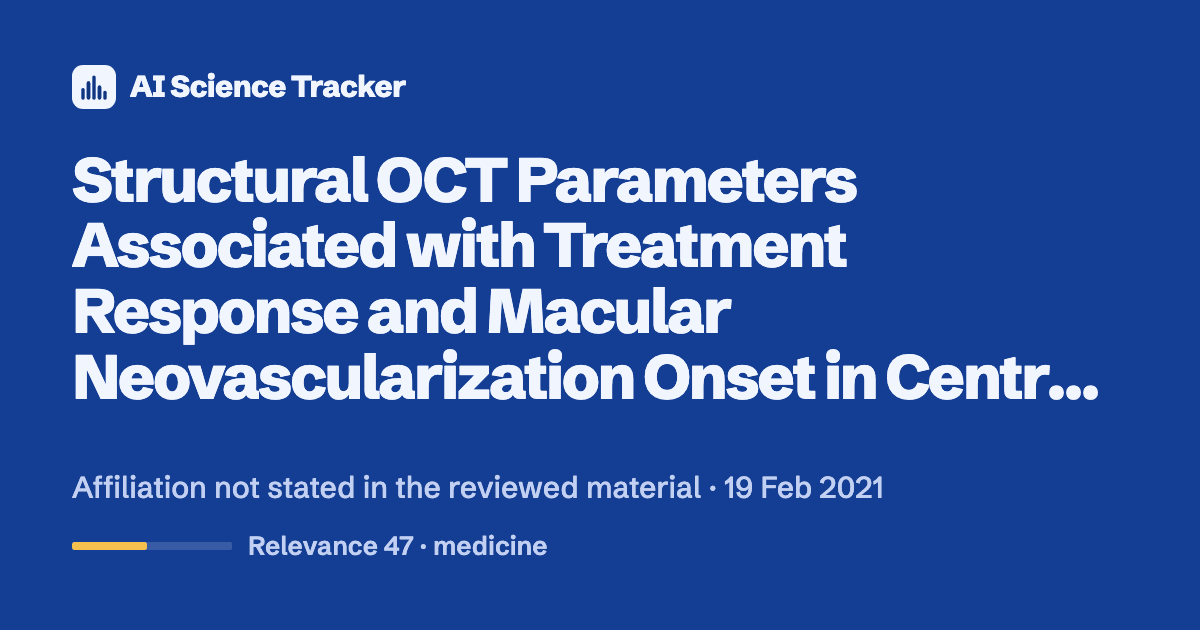 AI Science Tracker
Structural OCT Parameters
Associated with Treatment
Response and Macular
Neovascularization Onset in Centr...
Affiliation not stated in the reviewed material · 19 Feb 2021
Relevance 47 · medicine